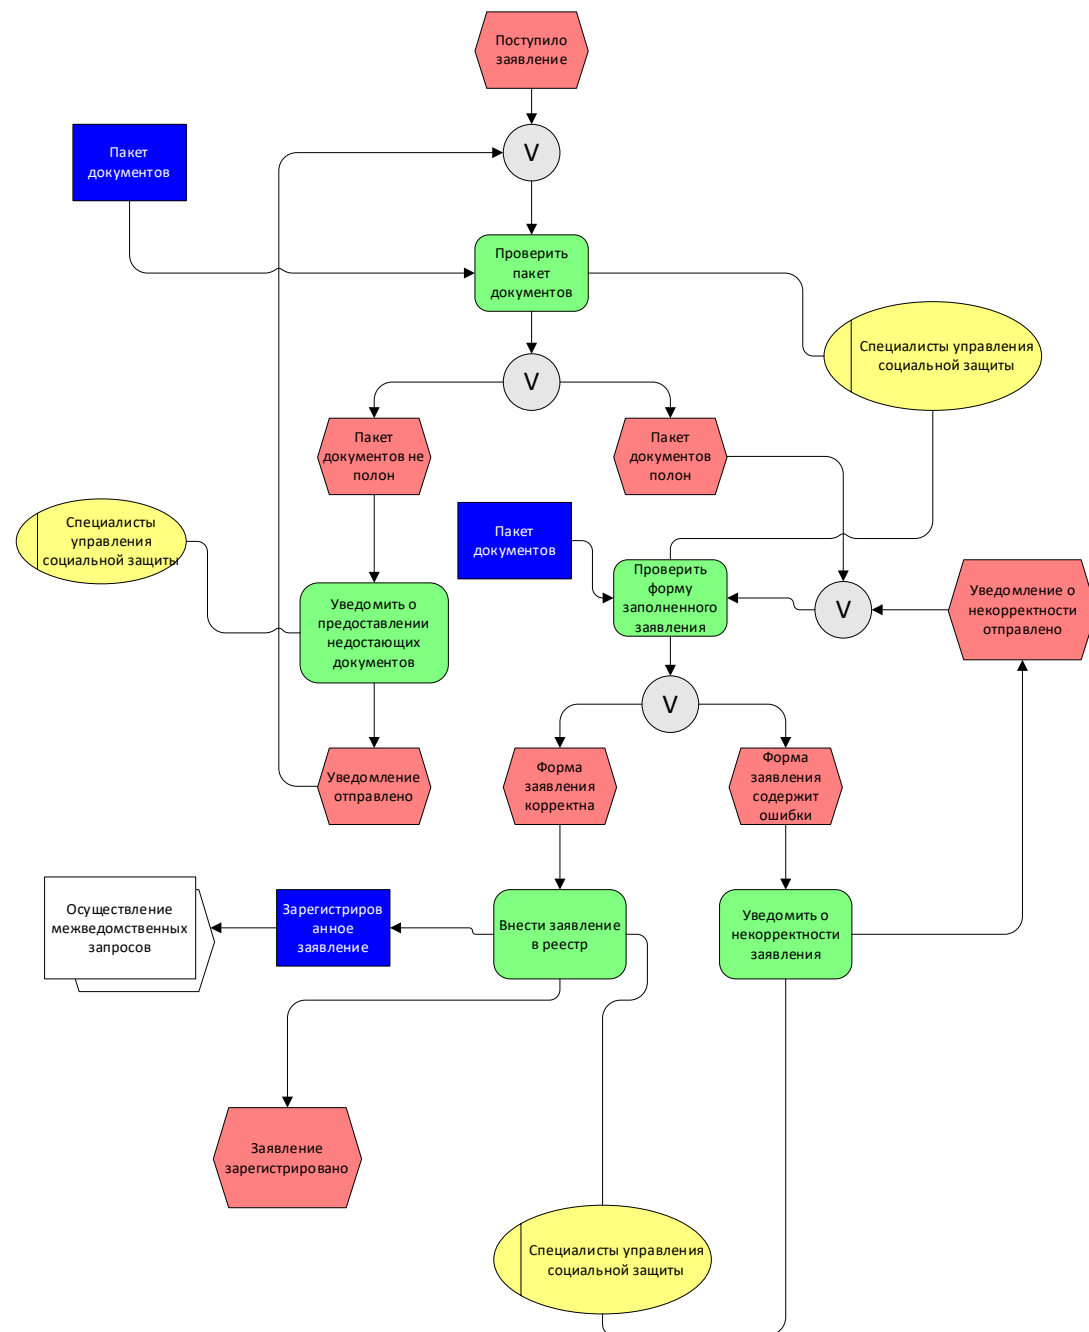 Поступило
заявление
V
Пакет
документов
Проверить
пакет
документов
Специалисты управления
социальной защиты
V
Пакет
документов не
полон
Пакет
документов
полон
Специалисты
управления
социальной защиты
Пакет
документов
Проверить
форму
заполненного
заявления
V
Уведомление о
некорректности
отправлено
Уведомить о
предоставлении
недостающих
документов
V
Уведомление
отправлено
Форма
заявления
корректна
Форма
заявления
содержит
ошибки
Осуществление
межведомственных
запросов
Зарегистриров
анное
заявление
Внести заявление
в реестр
Уведомить о
некорректности
заявления
Заявление
зарегистрировано
Специалисты управления
социальной защиты